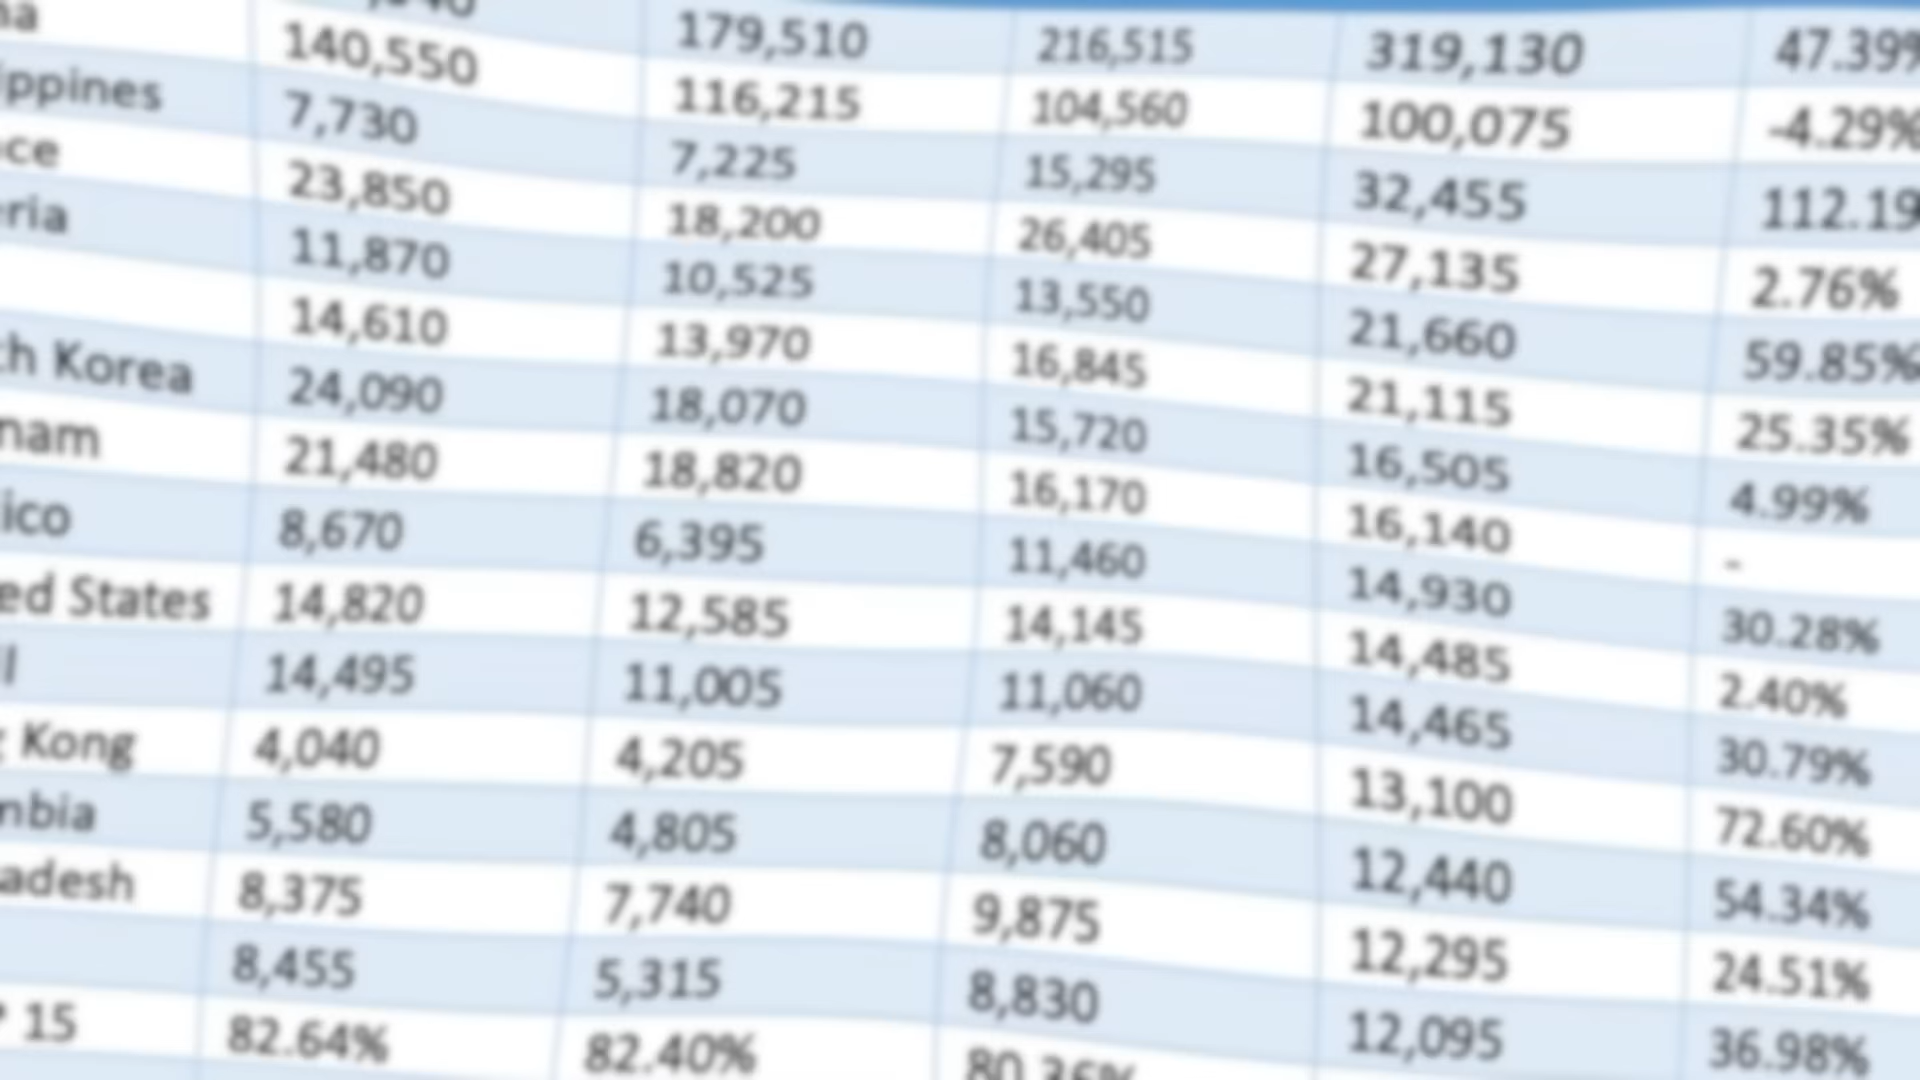 179,510 216,515 319,130 47.39%
na 140,550 116,215 104,560 100,075 -4.29%
ippines 7,730 7,225 15,295 32,455 112.19
ce 23,850 18,200 26,405 27,135 2.76%
ria 11,870 10,525 13,550 21,660 59.85%
14,610 13,970 16,845 21,115 25.35%
h Korea 24,090 18,070 15,720 16,505 4.99%
nam 21,480 18,820 16,170 16,140 -
ico 8,670 6,395 11,460 14,930 30.28%
ed States 14,820 12,585 14,145 14,485 2.40%
l 14,495 11,005 11,060 14,465 30.79%
Kong 4,040 4,205 7,590 13,100 72.60%
mbia 5,580 4,805 8,060 12,440 54.34%
adesh 8,375 7,740 9,875 12,295 24.51%
8,455 5,315 8,830 12,095 36.98%
15 82.64% 82.40% 80.36%